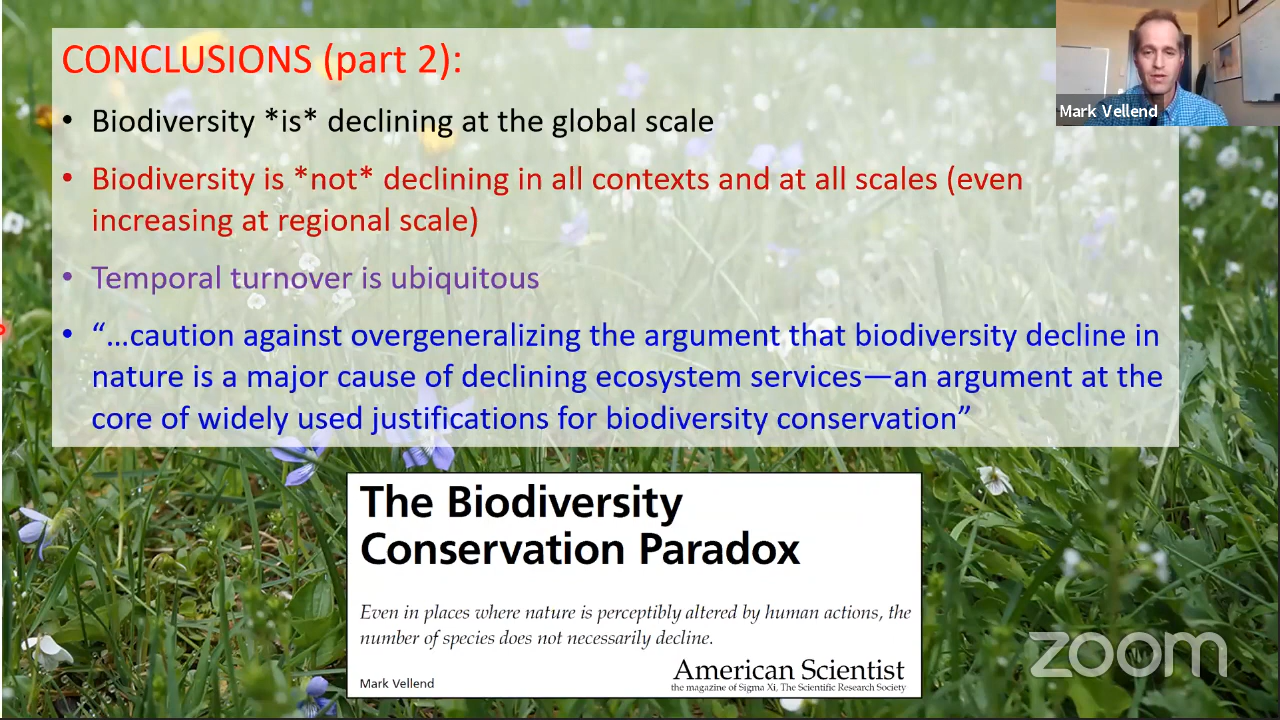 CONCLUSIONS (part 2):
• Biodiversity *is* declining at the global scale
• Biodiversity is *not* declining in all contexts and at all scales (even
increasing at regional scale)
• Temporal turnover is ubiquitous
• “…caution against overgeneralizing the argument that biodiversity decline in
nature is a major cause of declining ecosystem services—an argument at the
core of widely used justifications for biodiversity conservation”
Mark Vellend
The Biodiversity
Conservation Paradox
Even in places where nature is perceptibly altered by human actions, the
number of species does not necessarily decline.
Mark Vellend
American Scientist
the magazine of Sigma Xi, The Scientific Research Society
zoom